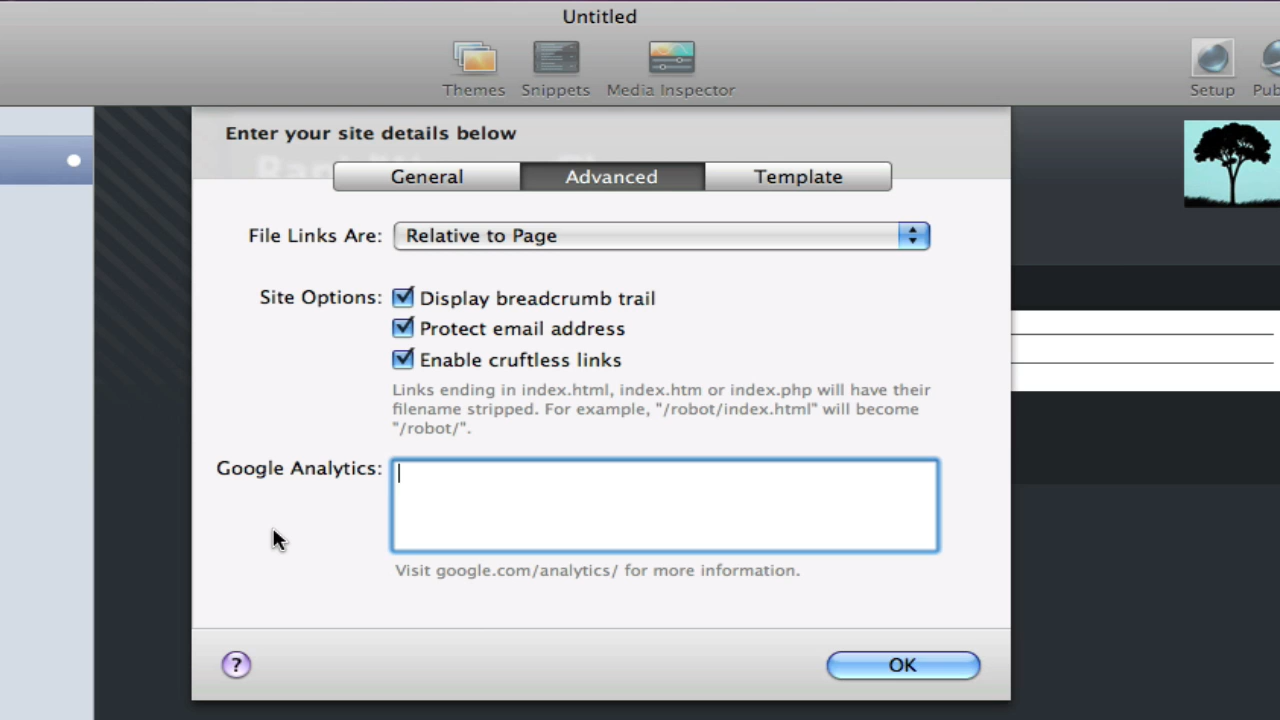 Untitled
Themes
Snippets
Media Inspector
Setup
Enter your site details below
General
Advanced
Template
File Links Are:
Relative to Page
Site Options:
Display breadcrumb trail
Protect email address
Enable cruftless links
Links ending in index.html, index.htm or index.php will have their
filename stripped. For example, "/robot/index.html" will become
"/robot/".
Google Analytics:
Visit google.com/analytics/ for more information.
?
OK